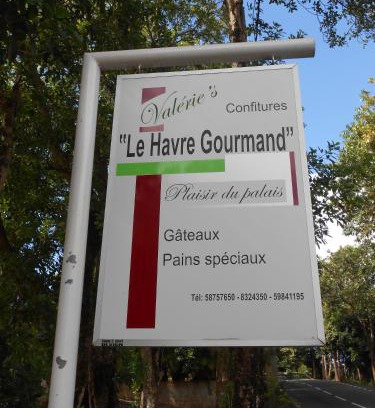 Valérie's
Confitures
"Le Havre Gourmand"
Plaisir du palais
Gâteaux
Pains spéciaux
Tél: 58757650 - 8324350 - 59841195